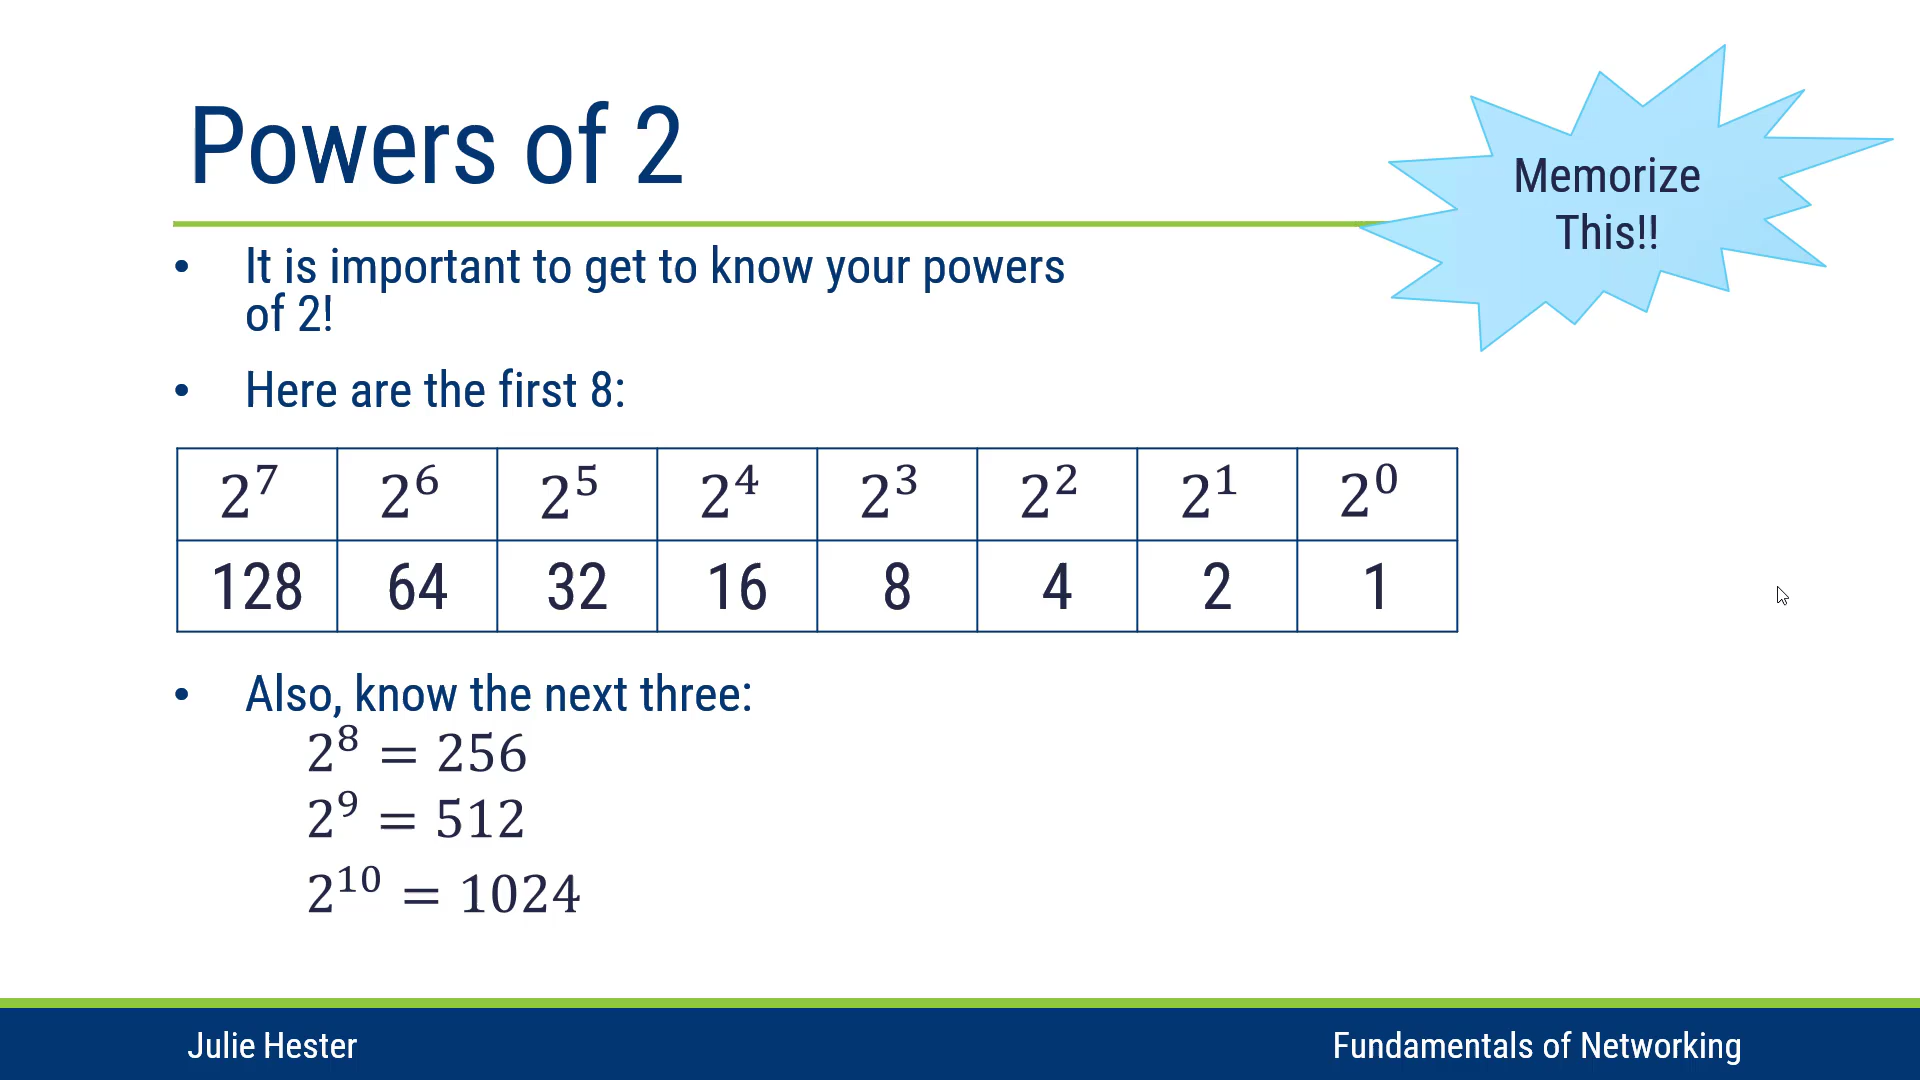 Powers of 2
Memorize
This!!
• It is important to get to know your powers
of 2!
• Here are the first 8:
2⁷ 2⁶ 2⁵ 2⁴ 2³ 2² 2¹ 2⁰
128 64 32 16 8 4 2 1
• Also, know the next three:
2⁸ = 256
2⁹ = 512
2¹⁰ = 1024
Julie Hester
Fundamentals of Networking